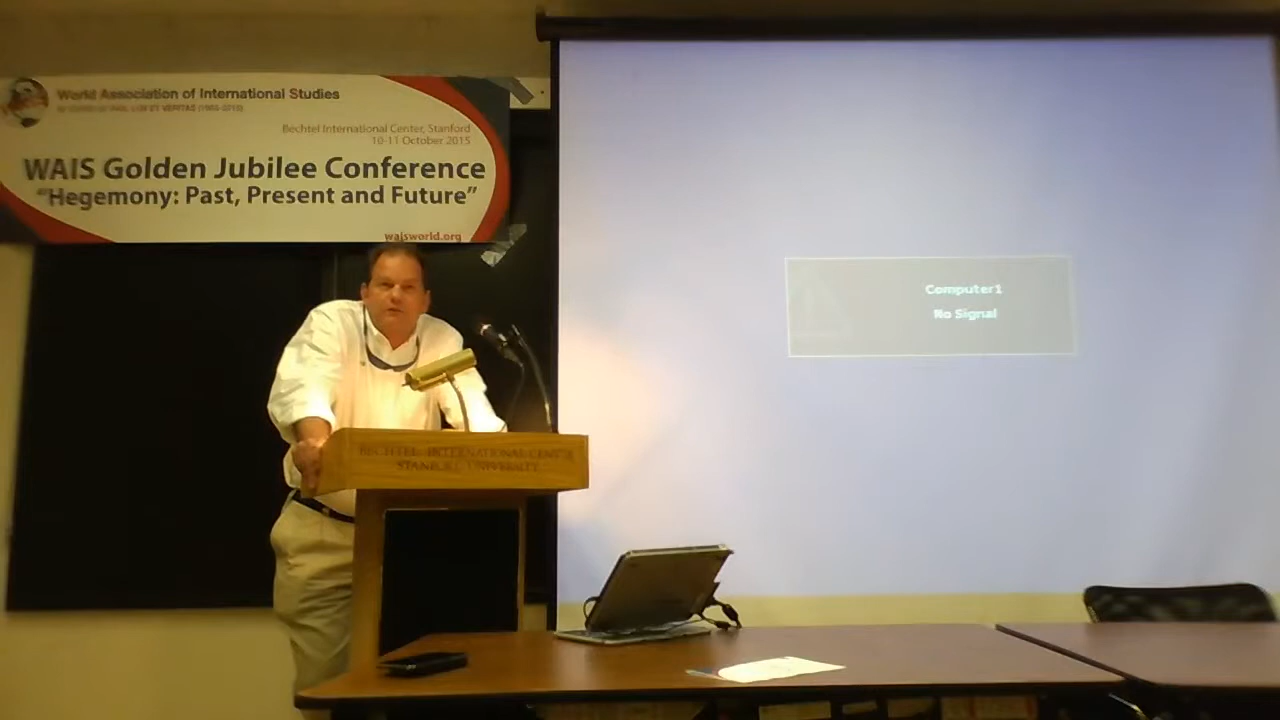 World Association of International Studies
Bechtel International Center, Stanford
10-11 October 2015
WAIS Golden Jubilee Conference
"Hegemony: Past, Present and Future"
waisworld.org
Computer1
No Signal
BECHTEL INTERNATIONAL CENTER
STANFORD UNIVERSITY